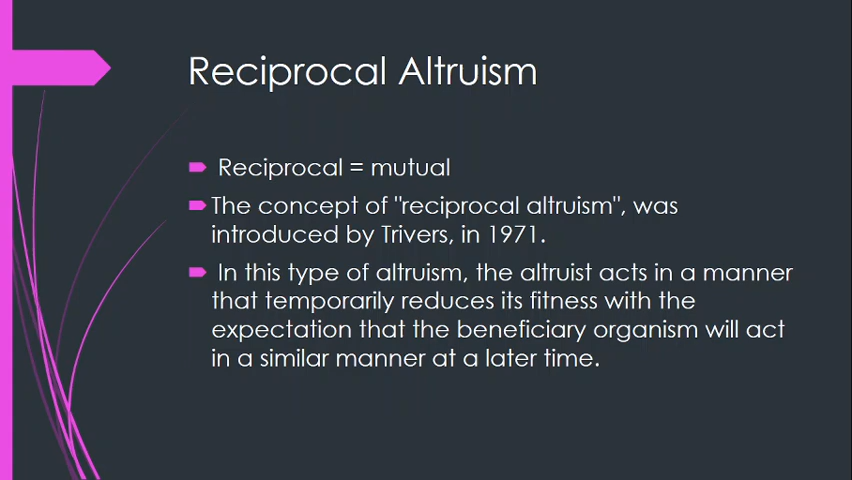 Reciprocal Altruism
Reciprocal = mutual
The concept of "reciprocal altruism", was
introduced by Trivers, in 1971.
In this type of altruism, the altruist acts in a manner
that temporarily reduces its fitness with the
expectation that the beneficiary organism will act
in a similar manner at a later time.